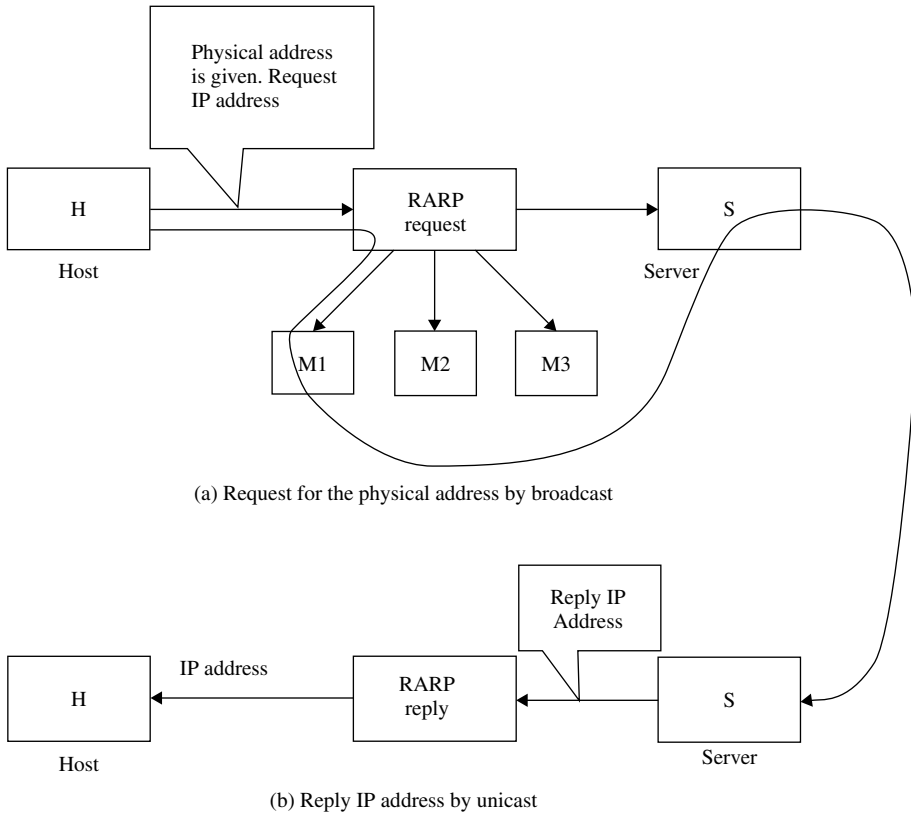 Physical address
is given. Request
IP address
H
RARP
request
S
Host
Server
M1
M2
M3
(a) Request for the physical address by broadcast
Reply IP
Address
H
IP address
RARP
reply
S
Host
Server
(b) Reply IP address by unicast